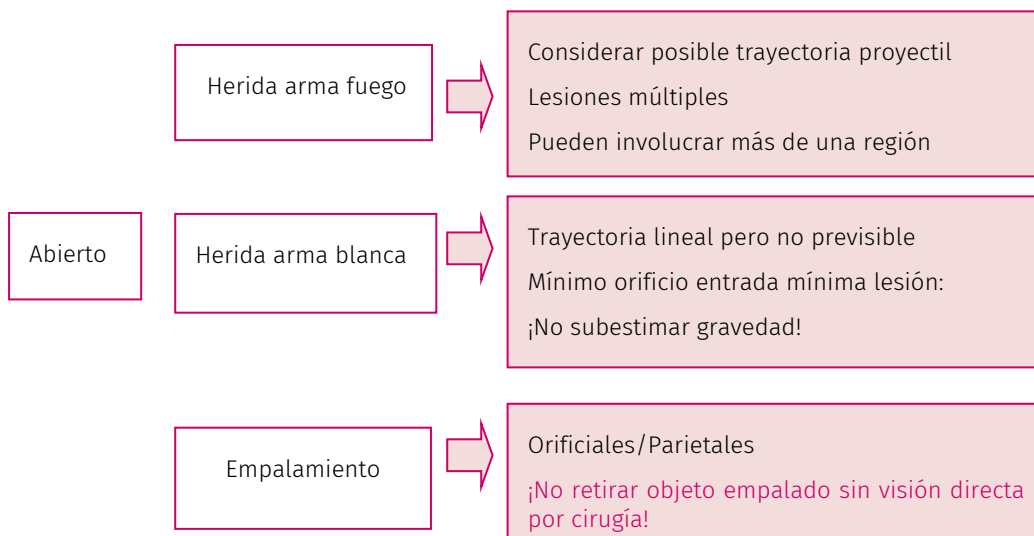 Herida arma fuego
Considerar posible trayectoria proyectil
Lesiones múltiples
Pueden involucrar más de una región
Abierto
Herida arma blanca
Trayectoria lineal pero no previsible
Mínimo orificio entrada mínima lesión:
¡No subestimar gravedad!
Empalamiento
Orificiales/Parietales
¡No retirar objeto empalado sin visión directa
por cirugía!